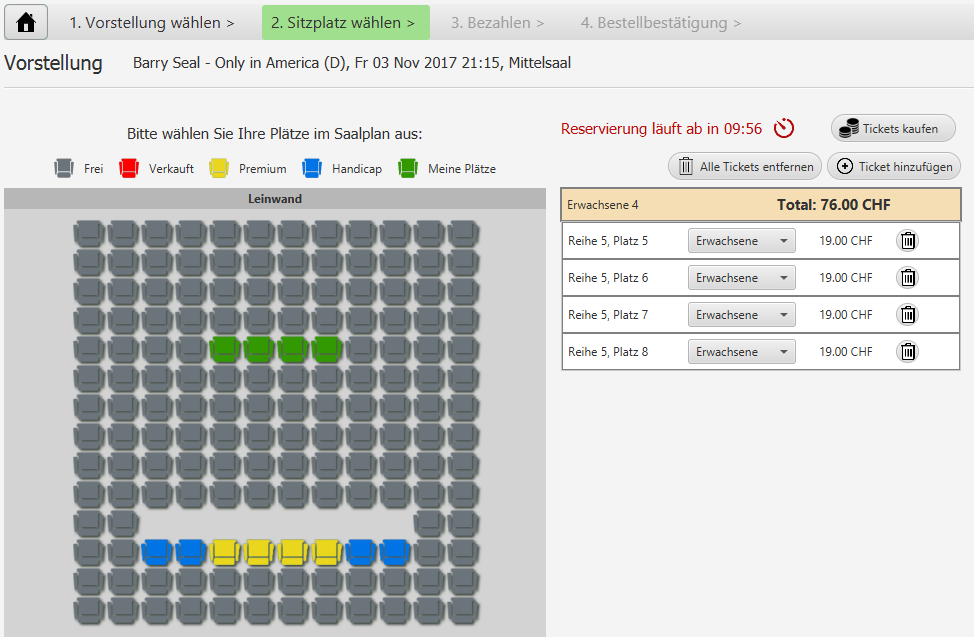 1. Vorstellung wählen > 2. Sitzplatz wählen > 3. Bezahlen > 4. Bestellbestätigung >
Vorstellung Barry Seal - Only in America (D), Fr 03 Nov 2017 21:15, Mittelsaal
Bitte wählen Sie Ihre Plätze im Saalplan aus:
Frei Verkauft Premium Handicap Meine Plätze
Leinwand
Reservierung läuft ab in 09:56
Tickets kaufen
Alle Tickets entfernen Ticket hinzufügen
Erwachsene 4 Total: 76.00 CHF
Reihe 5, Platz 5 Erwachsene 19.00 CHF
Reihe 5, Platz 6 Erwachsene 19.00 CHF
Reihe 5, Platz 7 Erwachsene 19.00 CHF
Reihe 5, Platz 8 Erwachsene 19.00 CHF